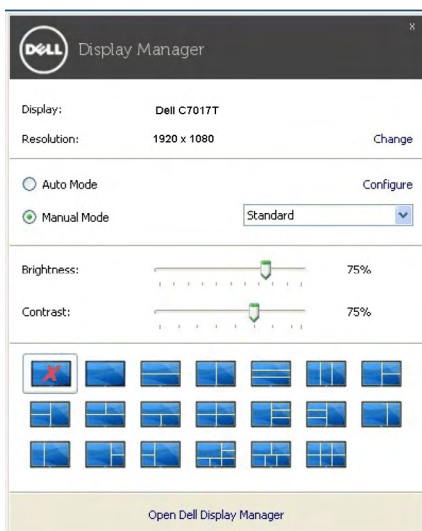 x
DELL Display Manager
Display: Dell C7017T
Resolution: 1920 x 1080 Change
Auto Mode Configure
Manual Mode Standard
Brightness: 75%
Contrast: 75%
Open Dell Display Manager